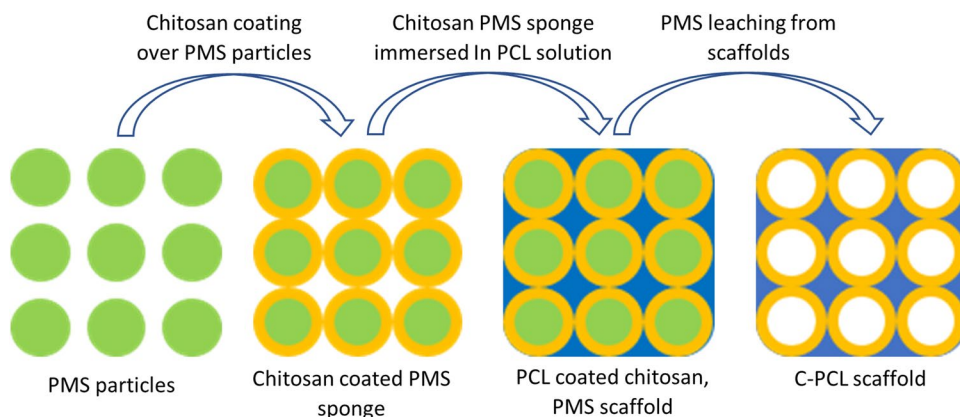 Chitosan coating
over PMS particles
Chitosan PMS sponge
immersed In PCL solution
PMS leaching from
scaffolds
PMS particles
Chitosan coated PMS
sponge
PCL coated chitosan,
PMS scaffold
C-PCL scaffold